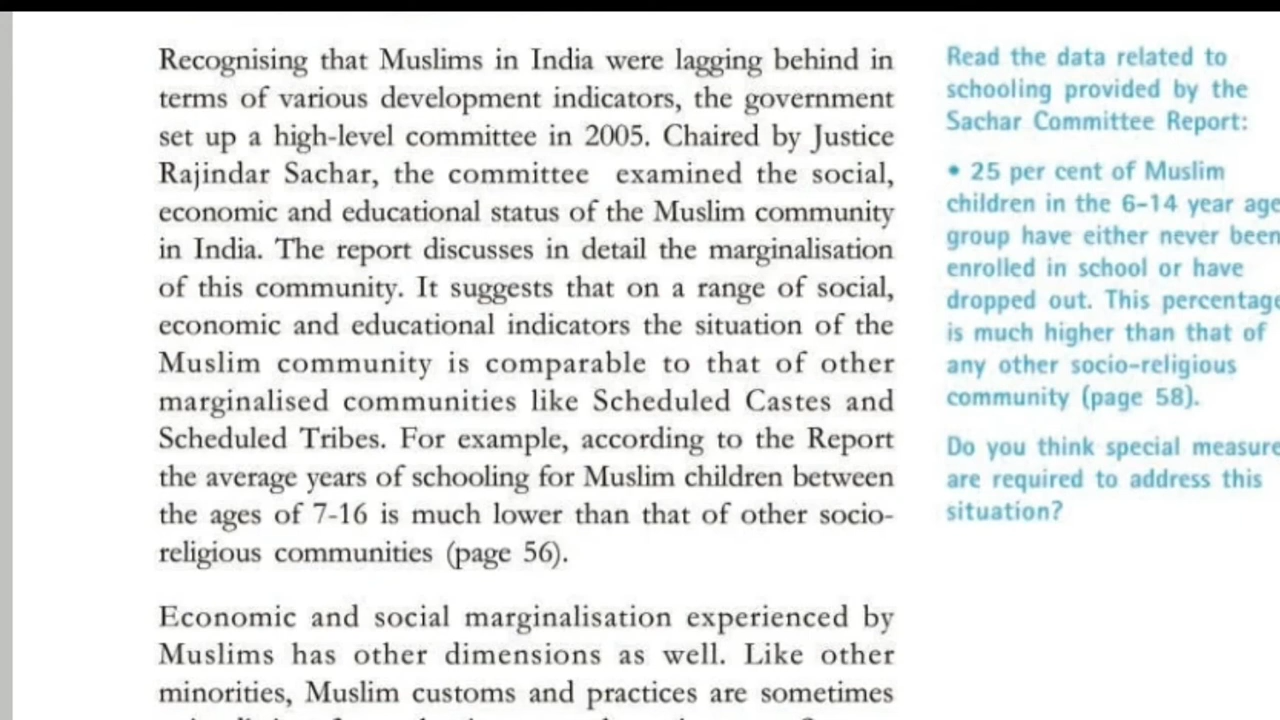 Recognising that Muslims in India were lagging behind in
terms of various development indicators, the government
set up a high-level committee in 2005. Chaired by Justice
Rajindar Sachar, the committee examined the social,
economic and educational status of the Muslim community
in India. The report discusses in detail the marginalisation
of this community. It suggests that on a range of social,
economic and educational indicators the situation of the
Muslim community is comparable to that of other
marginalised communities like Scheduled Castes and
Scheduled Tribes. For example, according to the Report
the average years of schooling for Muslim children between
the ages of 7-16 is much lower than that of other socio-
religious communities (page 56).
Economic and social marginalisation experienced by
Muslims has other dimensions as well. Like other
minorities, Muslim customs and practices are sometimes
Read the data related to
schooling provided by the
Sachar Committee Report:
• 25 per cent of Muslim
children in the 6-14 year age
group have either never been
enrolled in school or have
dropped out. This percentage
is much higher than that of
any other socio-religious
community (page 58).
Do you think special measure
are required to address this
situation?